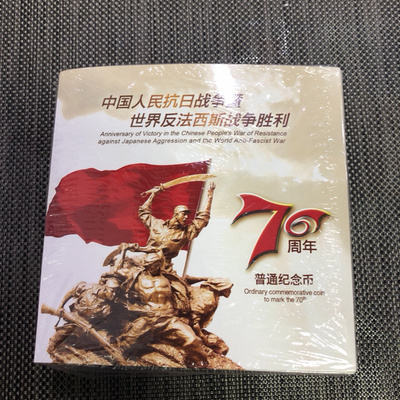 中国人民抗日战争暨
世界反法西斯战争胜利
Anniversary of Victory in the Chinese People's War of Resistance
against Japanese Aggression and the World Anti-Fascist War
70
周年
普通纪念币
Ordinary commemorative coin
to mark the 70th